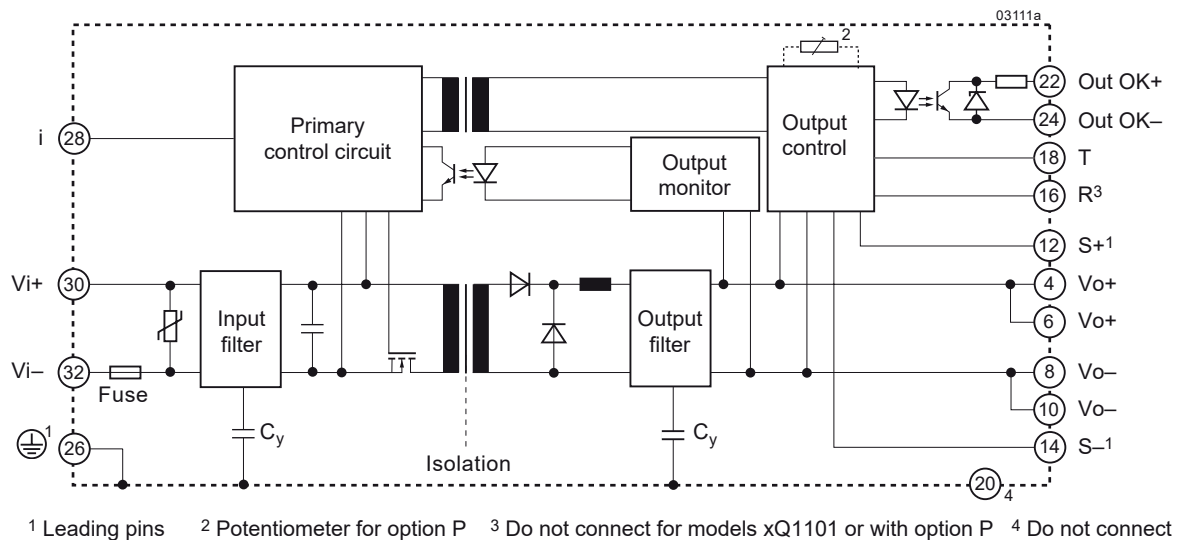 03111a
2
Primary
control circuit
Output
control
Output
monitor
i
28
22 Out OK+
24 Out OK–
18 T
16 R3
12 S+1
Vi+
30
4 Vo+
6 Vo+
Input
filter
Output
filter
Vi–
32
Fuse
8 Vo–
10 Vo–
Cy
Cy
1
26
14 S–1
Isolation
20
4
1 Leading pins 2 Potentiometer for option P 3 Do not connect for models xQ1101 or with option P 4 Do not connect